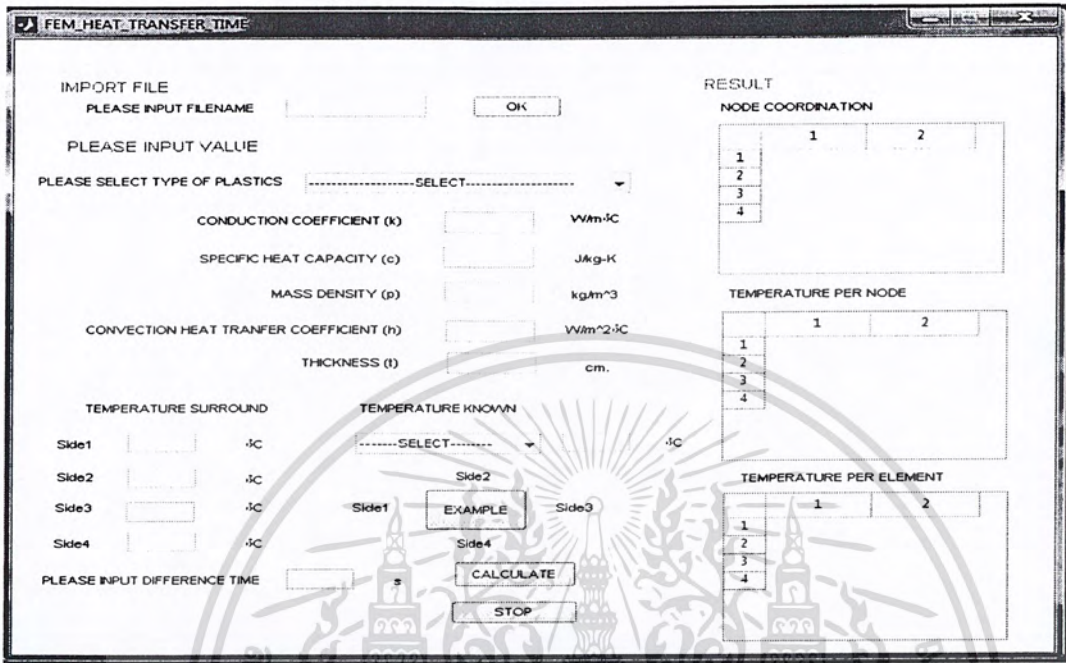 FEM_HEAT_TRANSFER_TIME
IMPORT FILE
PLEASE INPUT FILENAME
OK
PLEASE INPUT VALUE
PLEASE SELECT TYPE OF PLASTICS
---------------------SELECT---------------------
CONDUCTION COEFFICIENT (k)
W/m-°C
SPECIFIC HEAT CAPACITY (c)
J/kg-K
MASS DENSITY (p)
kg/m^3
CONVECTION HEAT TRANFER COEFFICIENT (h)
W/m^2-°C
THICKNESS (t)
cm.
TEMPERATURE SURROUND
Side1 °C
Side2 °C
Side3 °C
Side4 °C
PLEASE INPUT DIFFERENCE TIME s
TEMPERATURE KNOWN
-------SELECT-------- °C
Side2
Side1 EXAMPLE Side3
Side4
CALCULATE
STOP
RESULT
NODE COORDINATION
1 2
1
2
3
4
TEMPERATURE PER NODE
1 2
1
2
3
4
TEMPERATURE PER ELEMENT
1 2
1
2
3
4